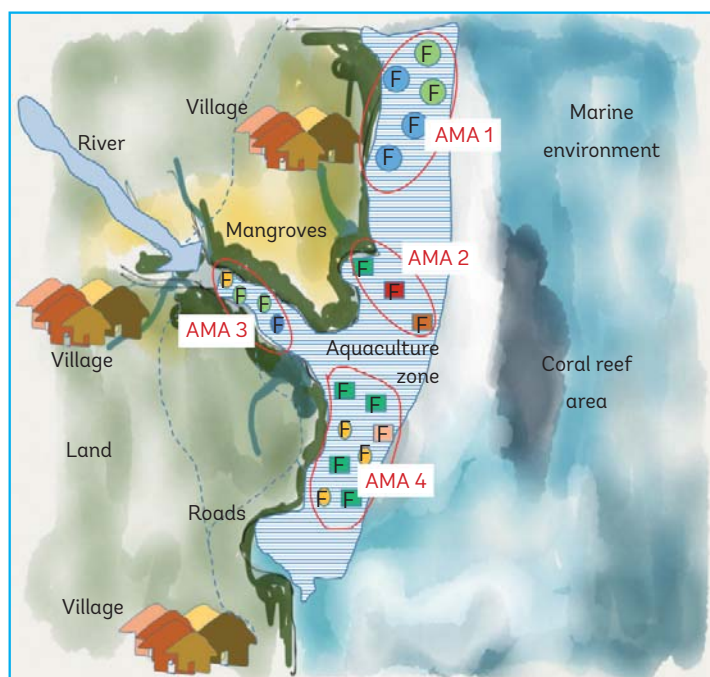 F
F
Village
F
F
F
AMA 1
Marine
environment
River
F
Mangroves
AMA 2
F
F
F
F
F
AMA 3
F
F
Aquaculture
zone
Village
Coral reef
area
F
F
Land
F
F
F
F
AMA 4
F
F
Roads
Village